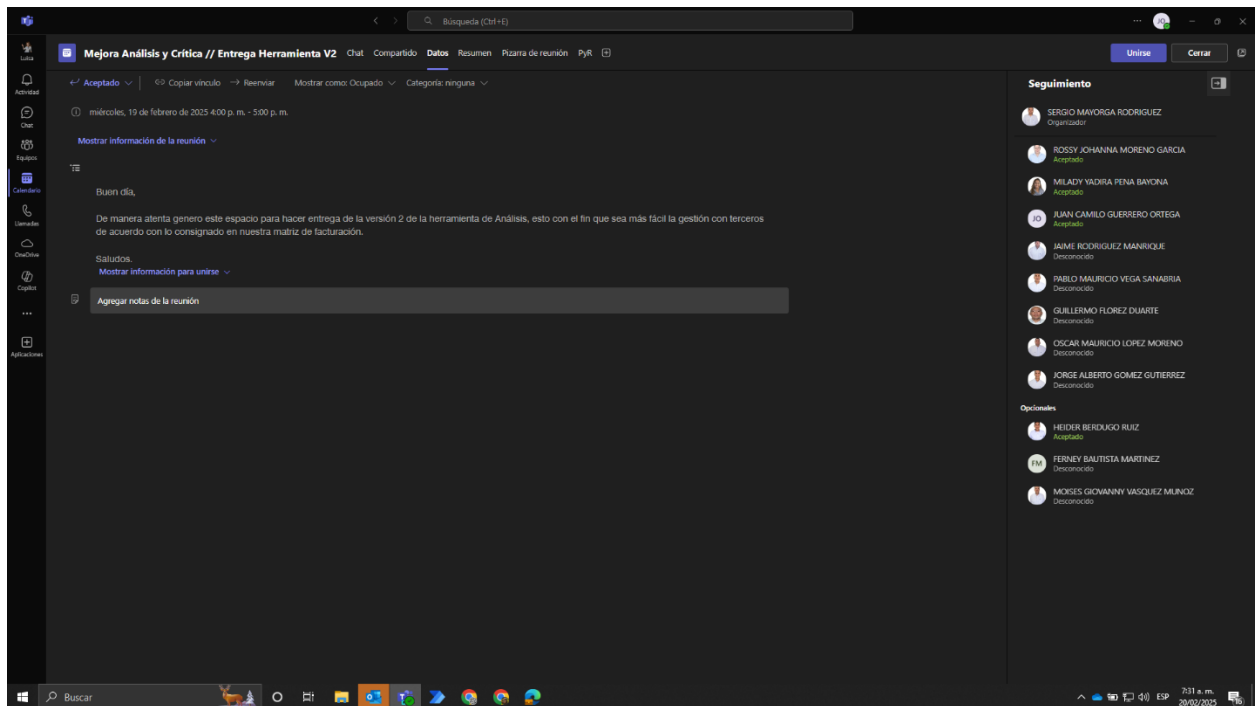 Búsqueda (Ctrl+E)
JO
Luisa
Actividad
Chat
Equipos
Calendario
Llamadas
OneDrive
Copilot
Aplicaciones
Mejora Análisis y Crítica // Entrega Herramienta V2 Chat Compartido Datos Resumen Pizarra de reunión PyR
Unirse Cerrar
Aceptado Copiar vínculo Reenviar Mostrar como: Ocupado Categoría: ninguna
miércoles, 19 de febrero de 2025 4:00 p. m. - 5:00 p. m.
Mostrar información de la reunión
Buen día,
De manera atenta genero este espacio para hacer entrega de la versión 2 de la herramienta de Análisis, esto con el fin que sea más fácil la gestión con terceros
de acuerdo con lo consignado en nuestra matriz de facturación.
Saludos.
Mostrar información para unirse
Agregar notas de la reunión
Seguimiento
SERGIO MAYORGA RODRIGUEZ
Organizador
ROSSY JOHANNA MORENO GARCIA
Aceptado
MILADY YADIRA PENA BAYONA
Aceptado
JO
JUAN CAMILO GUERRERO ORTEGA
Aceptado
JAIME RODRIGUEZ MANRIQUE
Desconocido
PABLO MAURICIO VEGA SANABRIA
Desconocido
GUILLERMO FLOREZ DUARTE
Desconocido
OSCAR MAURICIO LOPEZ MORENO
Desconocido
JORGE ALBERTO GOMEZ GUTIERREZ
Desconocido
Opcionales
HEIDER BERDUGO RUIZ
Aceptado
FM
FERNEY BAUTISTA MARTINEZ
Desconocido
MOISES GIOVANNY VASQUEZ MUNOZ
Desconocido
Buscar
ESP
7:31 a. m.
20/02/2025